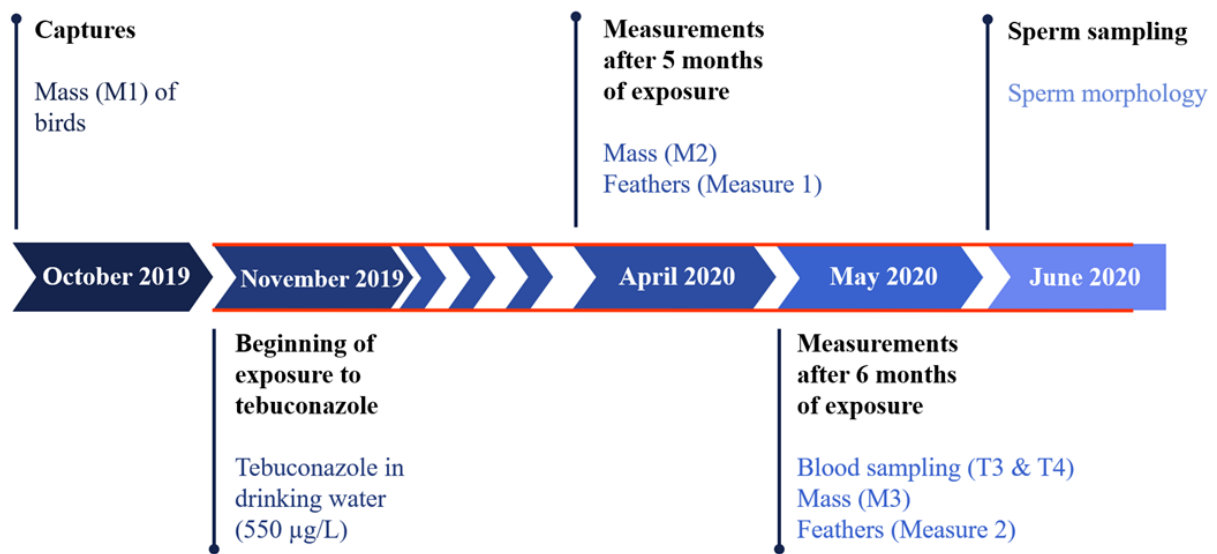 Captures
Mass (M1) of
birds
Measurements
after 5 months
of exposure
Mass (M2)
Feathers (Measure 1)
Sperm sampling
Sperm morphology
October 2019
November 2019
April 2020
May 2020
June 2020
Beginning of
exposure to
tebuconazole
Tebuconazole in
drinking water
(550 µg/L)
Measurements
after 6 months
of exposure
Blood sampling (T3 & T4)
Mass (M3)
Feathers (Measure 2)